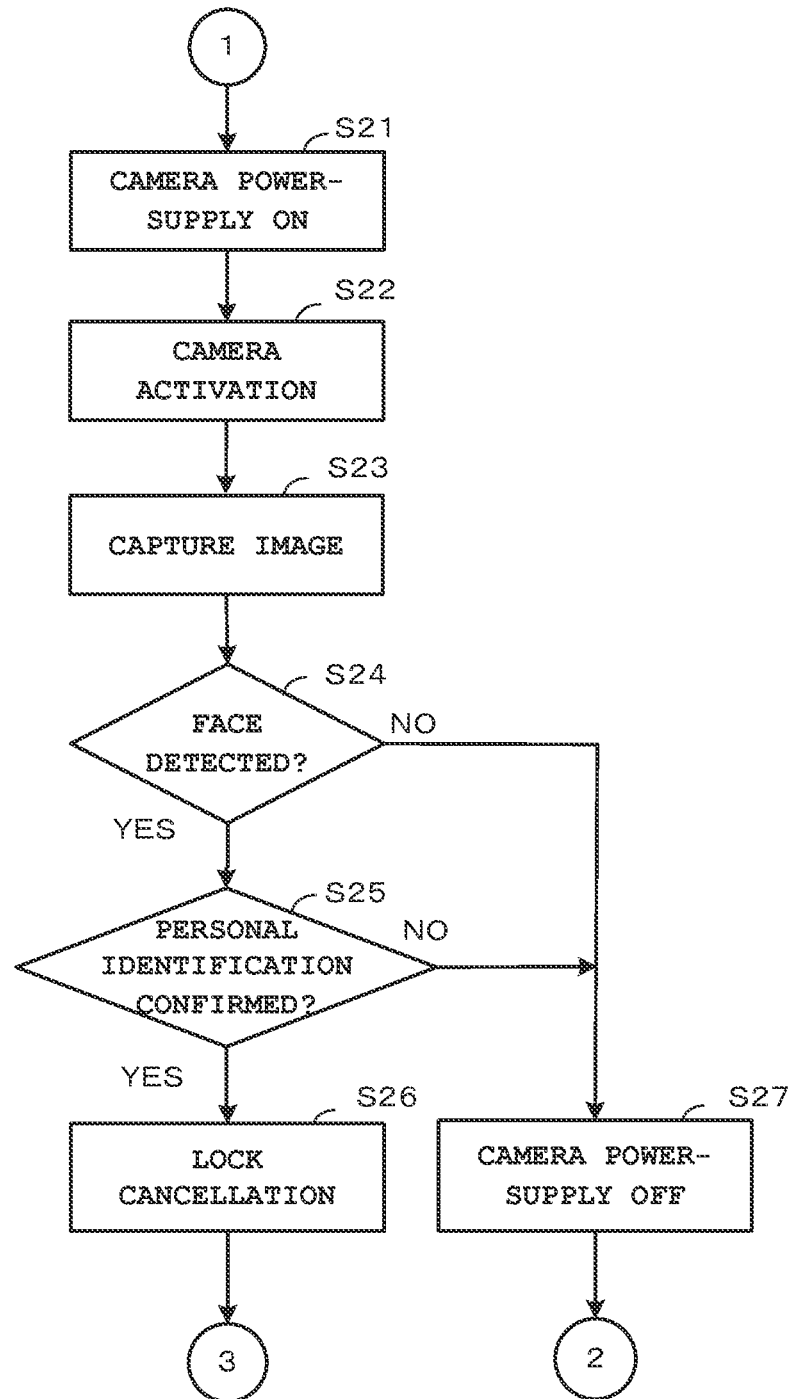 1
S21
CAMERA POWER-
SUPPLY ON
S22
CAMERA
ACTIVATION
S23
CAPTURE IMAGE
S24
FACE
DETECTED?
NO
YES
S25
PERSONAL
IDENTIFICATION
CONFIRMED?
NO
YES
S26
LOCK
CANCELLATION
S27
CAMERA POWER-
SUPPLY OFF
3
2